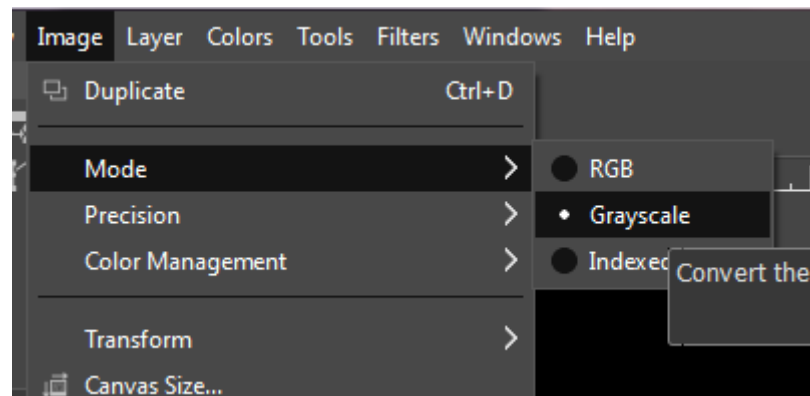 Image Layer Colors Tools Filters Windows Help
Duplicate Ctrl+D
Mode
RGB
Precision
Grayscale
Color Management
Indexed
Convert the
Transform
Canvas Size...